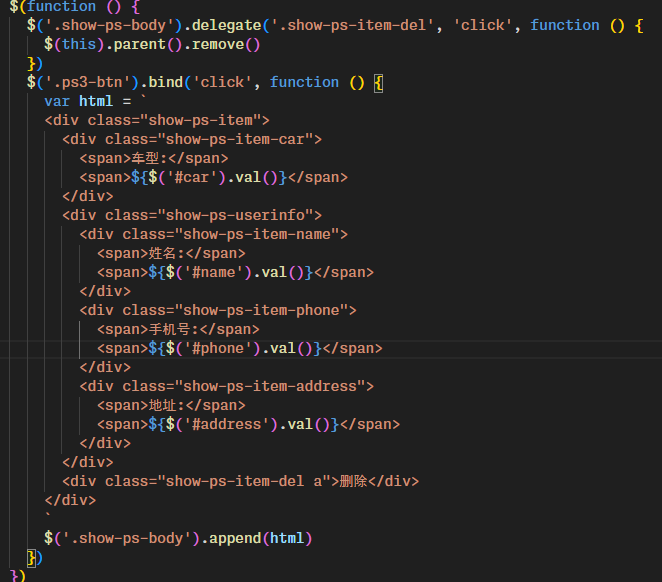 $(function () {
  $('.show-ps-body').delegate('.show-ps-item-del', 'click', function () {
    $(this).parent().remove()
  })
  $('.ps3-btn').bind('click', function () {
    var html = `
    <div class="show-ps-item">
      <div class="show-ps-item-car">
        <span>车型:</span>
        <span>${$('#car').val()}</span>
      </div>
      <div class="show-ps-userinfo">
        <div class="show-ps-item-name">
          <span>姓名:</span>
          <span>${$('#name').val()}</span>
        </div>
        <div class="show-ps-item-phone">
          <span>手机号:</span>
          <span>${$('#phone').val()}</span>
        </div>
        <div class="show-ps-item-address">
          <span>地址:</span>
          <span>${$('#address').val()}</span>
        </div>
      </div>
      <div class="show-ps-item-del a">删除</div>
    </div>
    `
    $('.show-ps-body').append(html)
  })
})